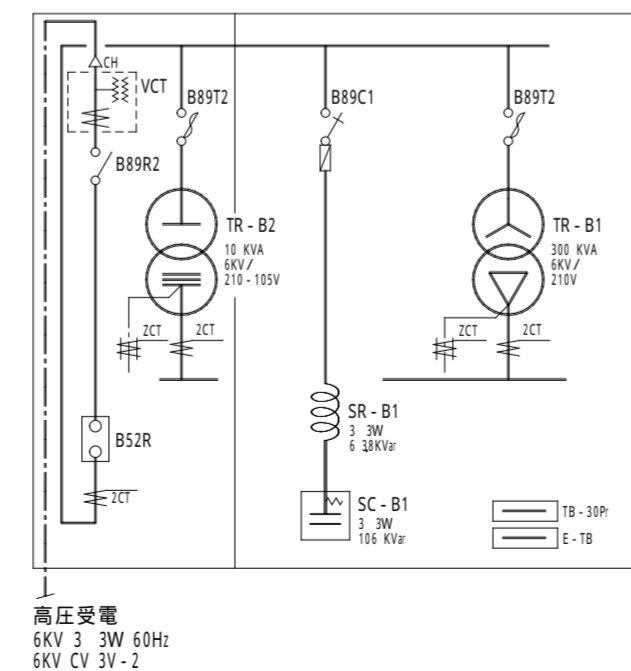 CH
VCT
B89R2
B52R
2CT
B89T2
TR - B2
10 KVA
6KV /
210 - 105V
ZCT
2CT
B89C1
SR - B1
3 3W
6.38KVar
SC - B1
3 3W
106 KVar
B89T2
TR - B1
300 KVA
6KV /
210V
ZCT
2CT
TB - 30Pr
E - TB
高圧受電
6KV 3 3W 60Hz
6KV CV 3V - 2